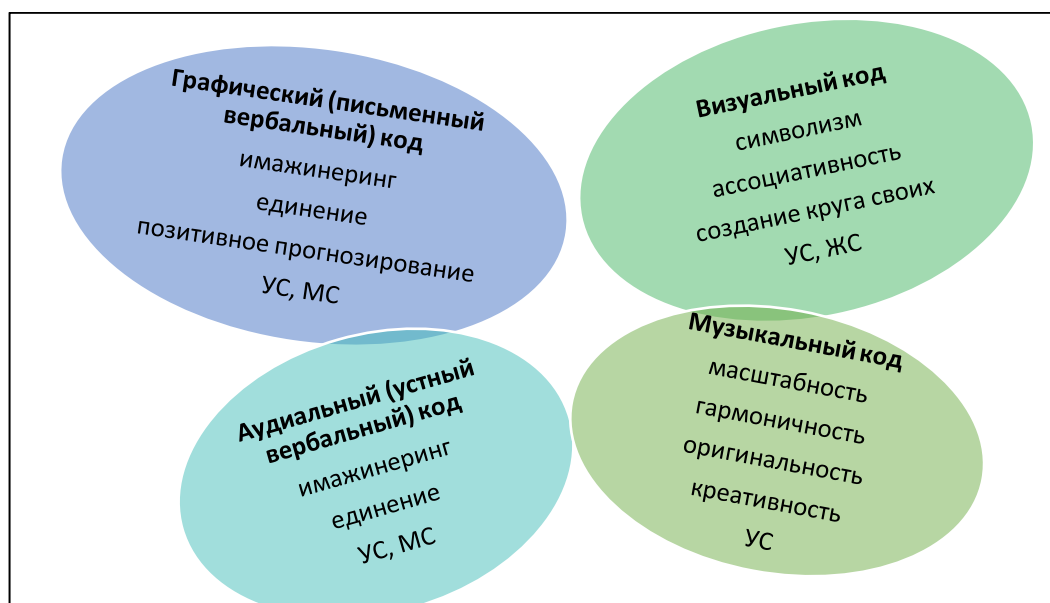 Графический (письменный
вербальный) код
имажинеринг
единение
позитивное прогнозирование
УС, МС
Визуальный код
символизм
ассоциативность
создание круга своих
УС, ЖС
Аудиальный (устный
вербальный) код
имажинеринг
единение
УС, МС
Музыкальный код
масштабность
гармоничность
оригинальность
креативность
УС